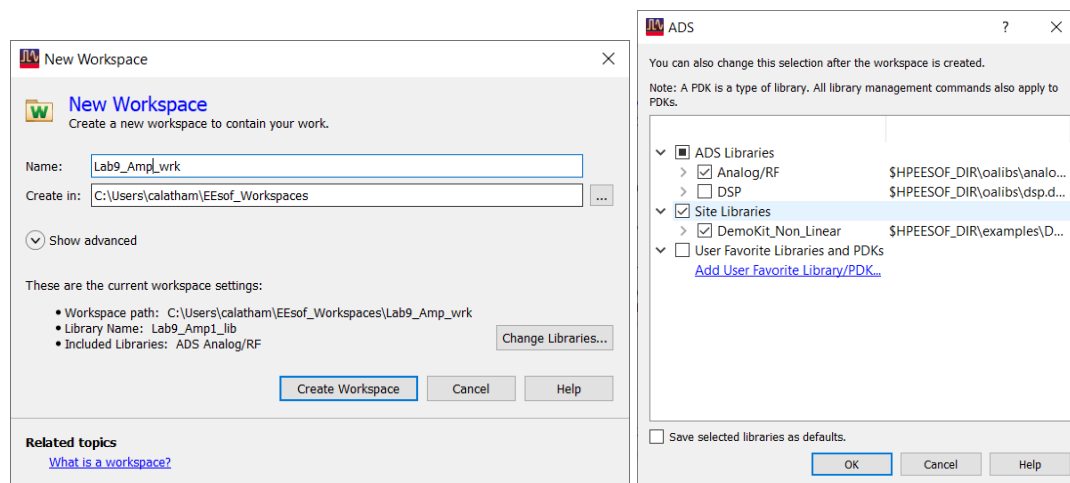 New Workspace
New Workspace
Create a new workspace to contain your work.
Name:
Lab9_Amp_wrk
Create in:
C:\Users\calatham\EEsof_Workspaces
...
Show advanced
These are the current workspace settings:
• Workspace path: C:\Users\calatham\EEsof_Workspaces\Lab9_Amp_wrk
• Library Name: Lab9_Amp1_lib
• Included Libraries: ADS Analog/RF
Change Libraries...
Create Workspace
Cancel
Help
Related topics
What is a workspace?
ADS
?
You can also change this selection after the workspace is created.
Note: A PDK is a type of library. All library management commands also apply to
PDKs.
ADS Libraries
Analog/RF $HPEESOF_DIR\oalibs\analo...
DSP $HPEESOF_DIR\oalibs\dsp.d...
Site Libraries
DemoKit_Non_Linear $HPEESOF_DIR\examples\D...
User Favorite Libraries and PDKs
Add User Favorite Library/PDK...
Save selected libraries as defaults.
OK
Cancel
Help